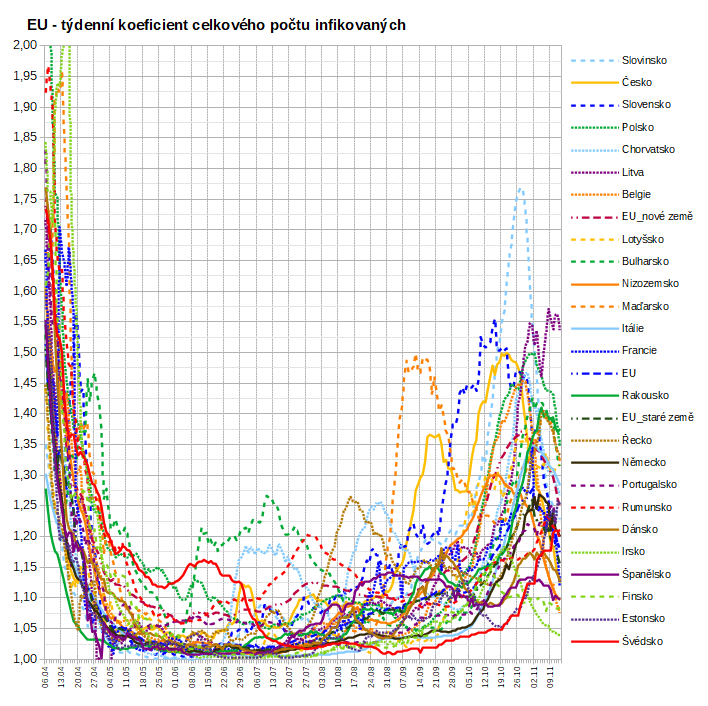 EU - týdenní koeficient celkového počtu infikovaných
2,00
1,95
1,90
1,85
1,80
1,75
1,70
1,65
1,60
1,55
1,50
1,45
1,40
1,35
1,30
1,25
1,20
1,15
1,10
1,05
1,00
06.04
13.04
20.04
27.04
04.05
11.05
18.05
25.05
01.06
08.06
15.06
22.06
29.06
06.07
13.07
20.07
27.07
03.08
10.08
17.08
24.08
31.08
07.09
14.09
21.09
28.09
05.10
12.10
19.10
26.10
02.11
09.11
Slovinsko
Česko
Slovensko
Polsko
Chorvatsko
Litva
Belgie
EU_nové země
Lotyšsko
Bulharsko
Nizozemsko
Maďarsko
Itálie
Francie
EU
Rakousko
EU_staré země
Řecko
Německo
Portugalsko
Rumunsko
Dánsko
Irsko
Španělsko
Finsko
Estonsko
Švédsko